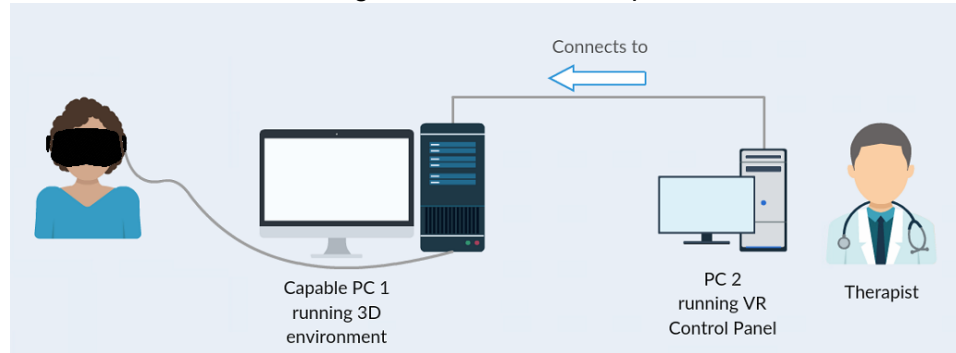 Connects to
Capable PC 1
running 3D
environment
PC 2
running VR
Control Panel
Therapist